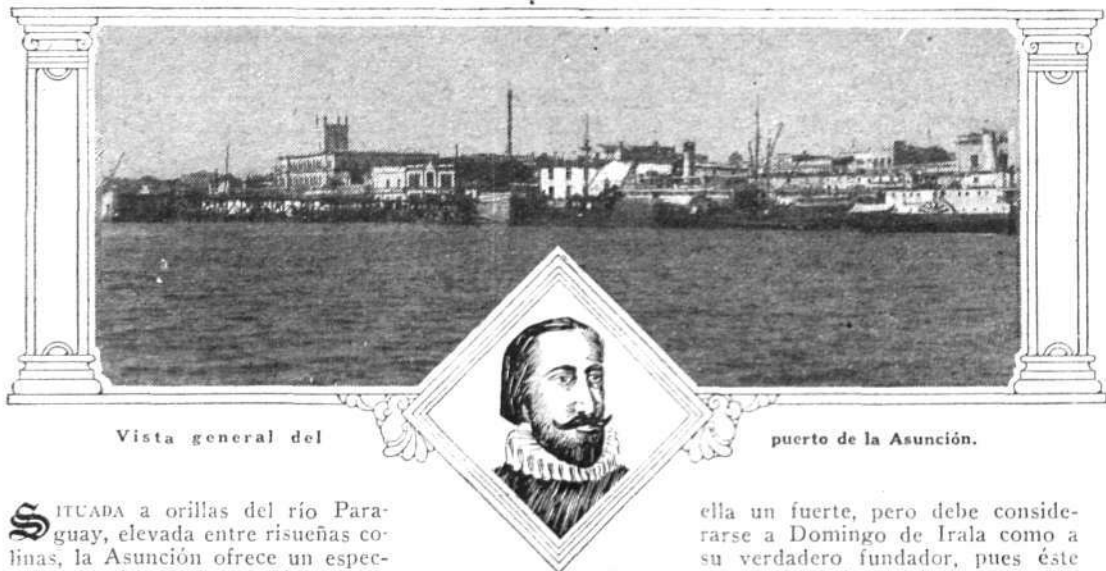 Vista general del puerto de la Asunción.
SITUADA a orillas del río Para-
guay, elevada entre risueñas co-
linas, la Asunción ofrece un espec-
ella un fuerte, pero debe conside-
rarse a Domingo de Irala como a
su verdadero fundador, pues éste